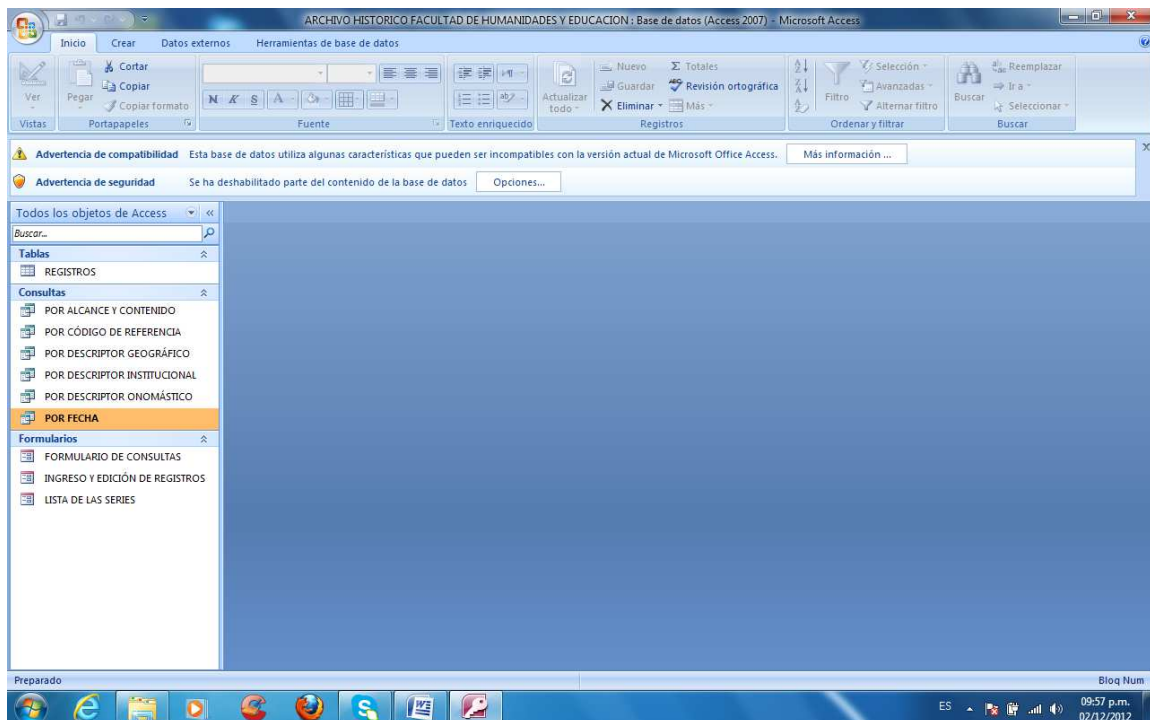 ARCHIVO HISTORICO FACULTAD DE HUMANIDADES Y EDUCACION : Base de datos (Access 2007) - Microsoft Access
Inicio Crear Datos externos Herramientas de base de datos
Ver
Vistas
Pegar
Cortar
Copiar
Copiar formato
Portapapeles
N K S A
Fuente
Texto enriquecido
Actualizar todo
Nuevo
Guardar
Eliminar
Totales
Revisión ortográfica
Más
Registros
Filtro
Selección
Avanzadas
Alternar filtro
Ordenar y filtrar
Buscar
Reemplazar
Ir a
Seleccionar
Buscar
Advertencia de compatibilidad Esta base de datos utiliza algunas características que pueden ser incompatibles con la versión actual de Microsoft Office Access. Más información ...
Advertencia de seguridad Se ha deshabilitado parte del contenido de la base de datos Opciones...
Todos los objetos de Access
Buscar...
Tablas
REGISTROS
Consultas
POR ALCANCE Y CONTENIDO
POR CÓDIGO DE REFERENCIA
POR DESCRIPTOR GEOGRÁFICO
POR DESCRIPTOR INSTITUCIONAL
POR DESCRIPTOR ONOMÁSTICO
POR FECHA
Formularios
FORMULARIO DE CONSULTAS
INGRESO Y EDICIÓN DE REGISTROS
LISTA DE LAS SERIES
Preparado Bloq Num
ES 09:57 p.m.
02/12/2012